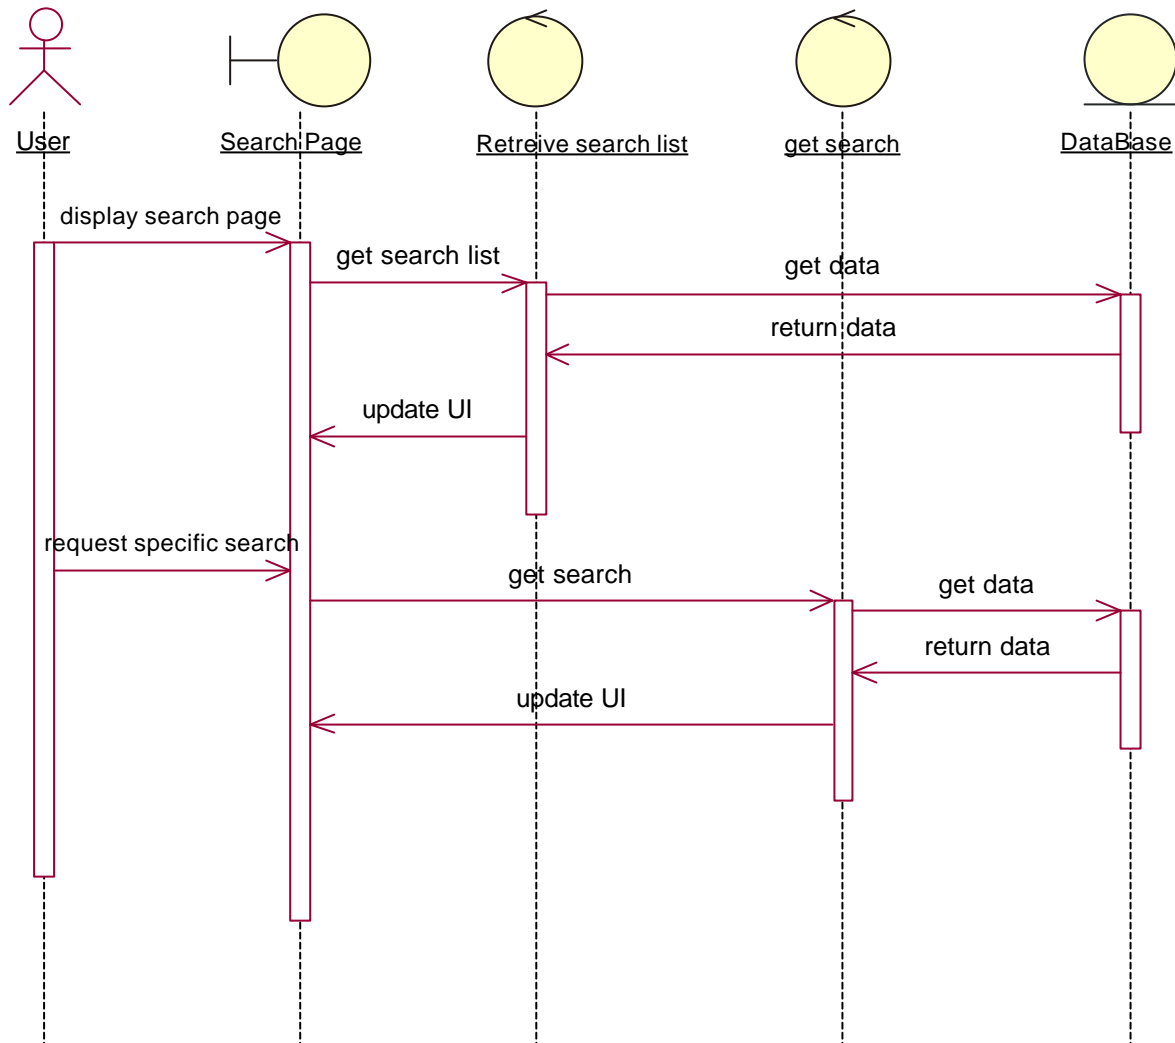 User
Search Page
Retreive search list
get search
DataBase
display search page
get search list
get data
return data
update UI
request specific search
get search
get data
return data
update UI